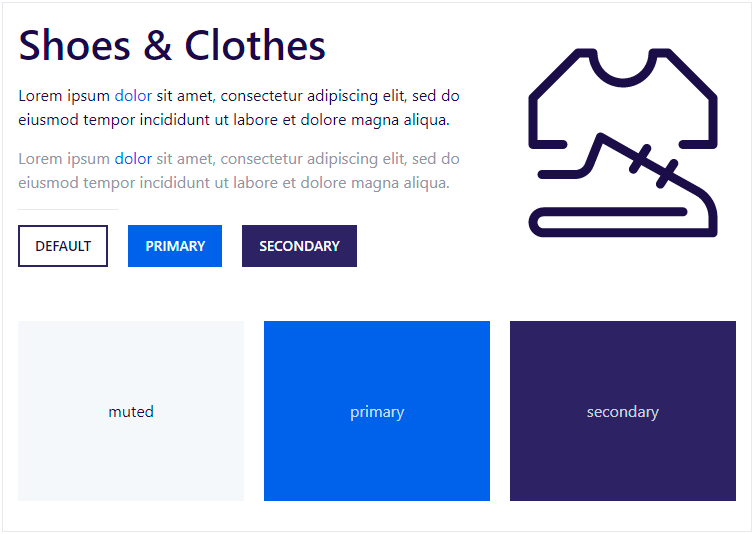 Shoes & Clothes
Lorem ipsum dolor sit amet, consectetur adipiscing elit, sed do
eiusmod tempor incididunt ut labore et dolore magna aliqua.
Lorem ipsum dolor sit amet, consectetur adipiscing elit, sed do
eiusmod tempor incididunt ut labore et dolore magna aliqua.
DEFAULT PRIMARY SECONDARY
muted primary secondary